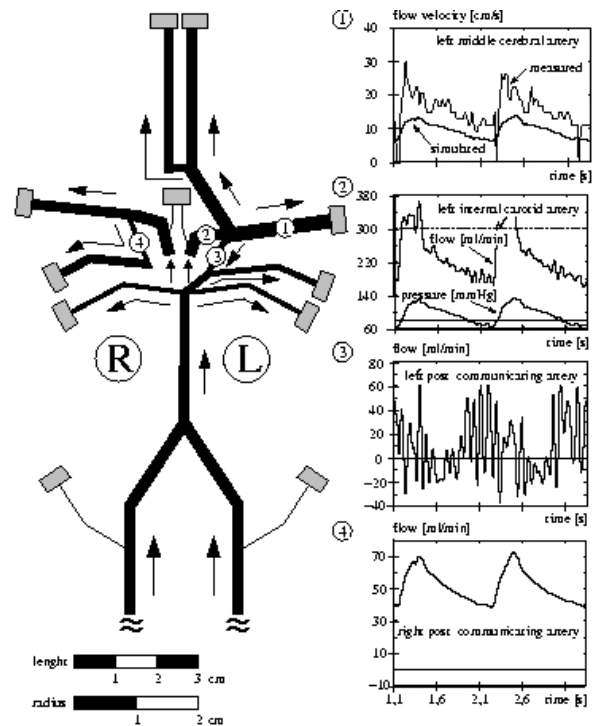 ① flow velocity [cm/s]
left middle cerebral artery
measured
simulated
40
30
20
10
0
time [s]
②
left internal carotid artery
flow [ml/min]
pressure [mmHg]
380
300
220
140
60
time [s]
③ flow [ml/min]
left post communicating artery
80
60
40
20
0
-20
-40
time [s]
④ flow [ml/min]
right post communicating artery
70
50
30
10
-10
1,1 1,6 2,1 2,6
time [s]
①
②
③
④
R L
lenght
1 2 3 cm
radius
1 2 cm